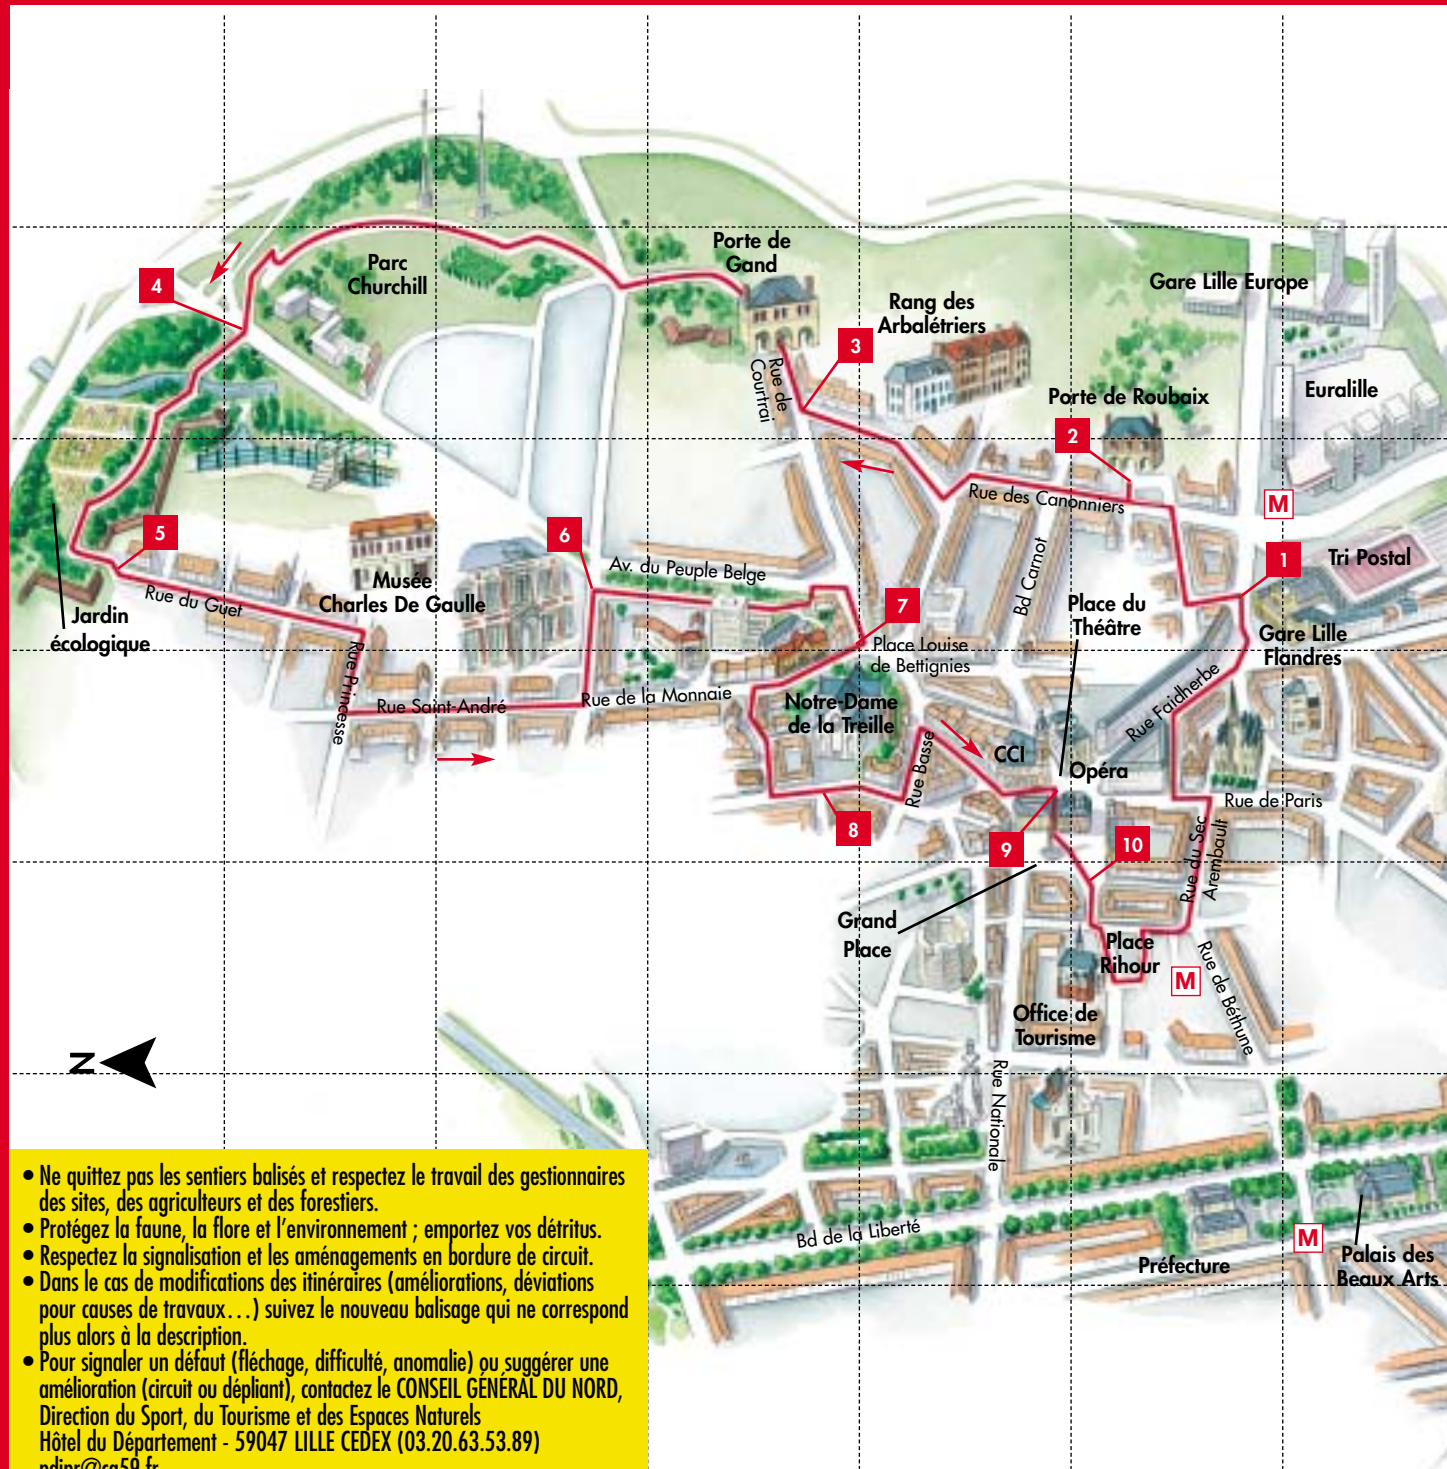 Porte de
Gand
Parc
Churchill
4
Gare Lille Europe
Rang des
Arbalétriers
3
Rue de
Courtrai
Euralille
Porte de Roubaix
2
Rue des Canonniers
M
5
6
Musée
Charles De Gaulle
Av. du Peuple Belge
Bd Carnot
1
Tri Postal
Rue du Guet
Jardin
écologique
7
Place du
Théâtre
Gare Lille
Flandres
Place Louise
de Bettignies
Rue Princesse
Rue Saint-André
Rue de la Monnaie
Notre-Dame
de la Treille
Rue Faidherbe
Rue Basse
CCI
Opéra
Rue de Paris
8
9
10
Rue du Sec
Arembault
Grand
Place
Place
Rihour
M
Rue de Béthune
Office de
Tourisme
N
Rue Nationale
Bd de la Liberté
Préfecture
M
Palais des
Beaux Arts
• Ne quittez pas les sentiers balisés et respectez le travail des gestionnaires
des sites, des agriculteurs et des forestiers.
• Protégez la faune, la flore et l'environnement ; emportez vos détritus.
• Respectez la signalisation et les aménagements en bordure de circuit.
• Dans le cas de modifications des itinéraires (améliorations, déviations
pour causes de travaux…) suivez le nouveau balisage qui ne correspond
plus alors à la description.
• Pour signaler un défaut (fléchage, difficulté, anomalie) ou suggérer une
amélioration (circuit ou dépliant), contactez le CONSEIL GÉNÉRAL DU NORD,
Direction du Sport, du Tourisme et des Espaces Naturels
Hôtel du Département - 59047 LILLE CEDEX (03.20.63.53.89)
pdipr@cg59.fr